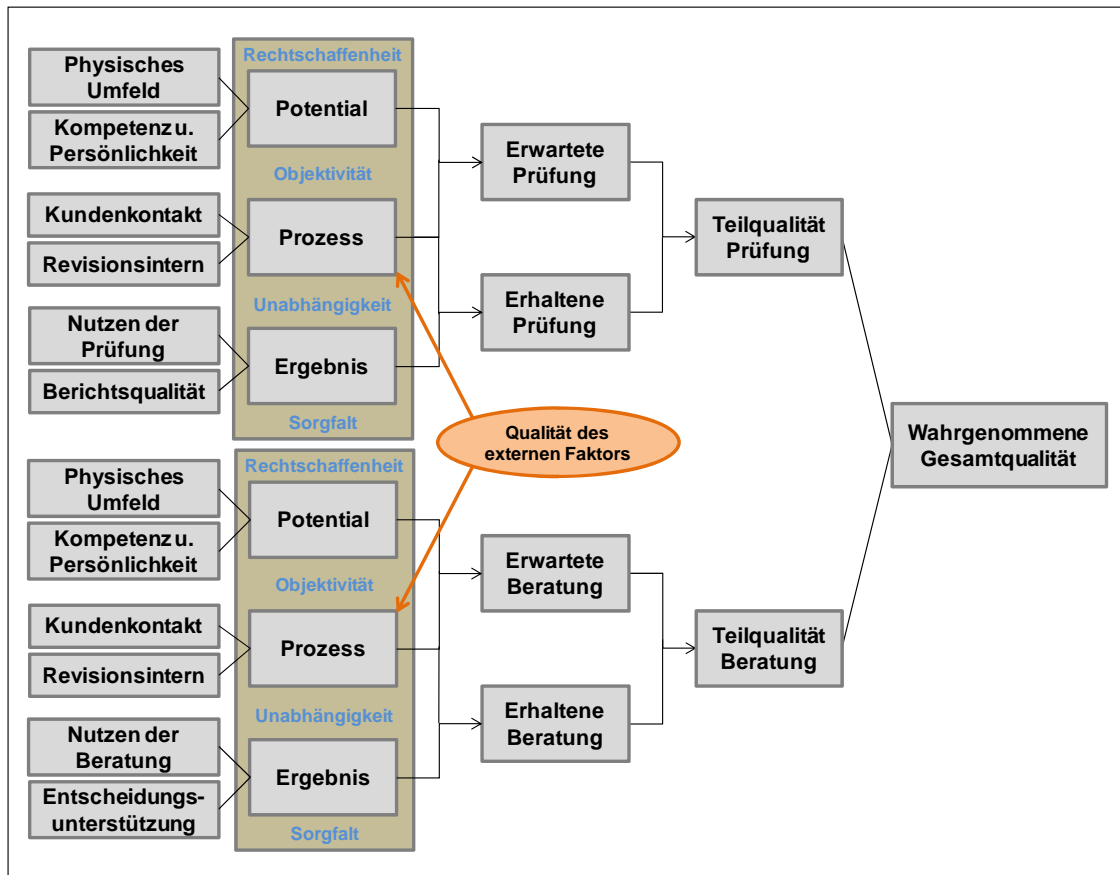 Physisches
Umfeld
Kompetenz u.
Persönlichkeit
Kundenkontakt
Revisionsintern
Nutzen der
Prüfung
Berichtsqualität
Rechtschaffenheit
Potential
Objektivität
Prozess
Unabhängigkeit
Ergebnis
Sorgfalt
Erwartete
Prüfung
Erhaltene
Prüfung
Teilqualität
Prüfung
Qualität des
externen Faktors
Wahrgenommene
Gesamtqualität
Physisches
Umfeld
Kompetenz u.
Persönlichkeit
Kundenkontakt
Revisionsintern
Nutzen der
Beratung
Entscheidungs-
unterstützung
Rechtschaffenheit
Potential
Objektivität
Prozess
Unabhängigkeit
Ergebnis
Sorgfalt
Erwartete
Beratung
Erhaltene
Beratung
Teilqualität
Beratung